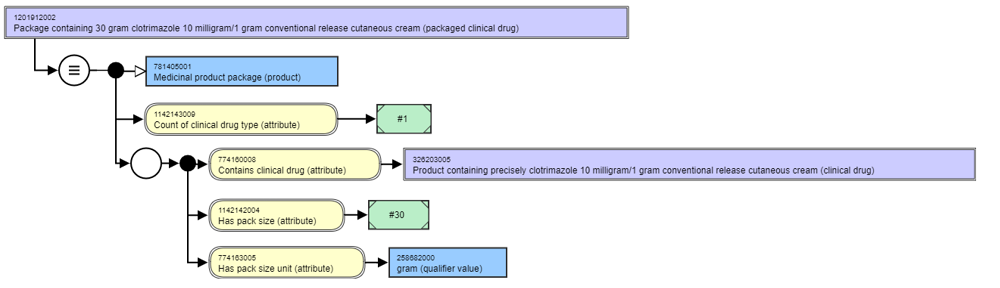 1201912002
Package containing 30 gram clotrimazole 10 milligram/1 gram conventional release cutaneous cream (packaged clinical drug)
781405001
Medicinal product package (product)
1142143009
Count of clinical drug type (attribute)
#1
774160008
Contains clinical drug (attribute)
326203005
Product containing precisely clotrimazole 10 milligram/1 gram conventional release cutaneous cream (clinical drug)
1142142004
Has pack size (attribute)
#30
774163005
Has pack size unit (attribute)
258682000
gram (qualifier value)